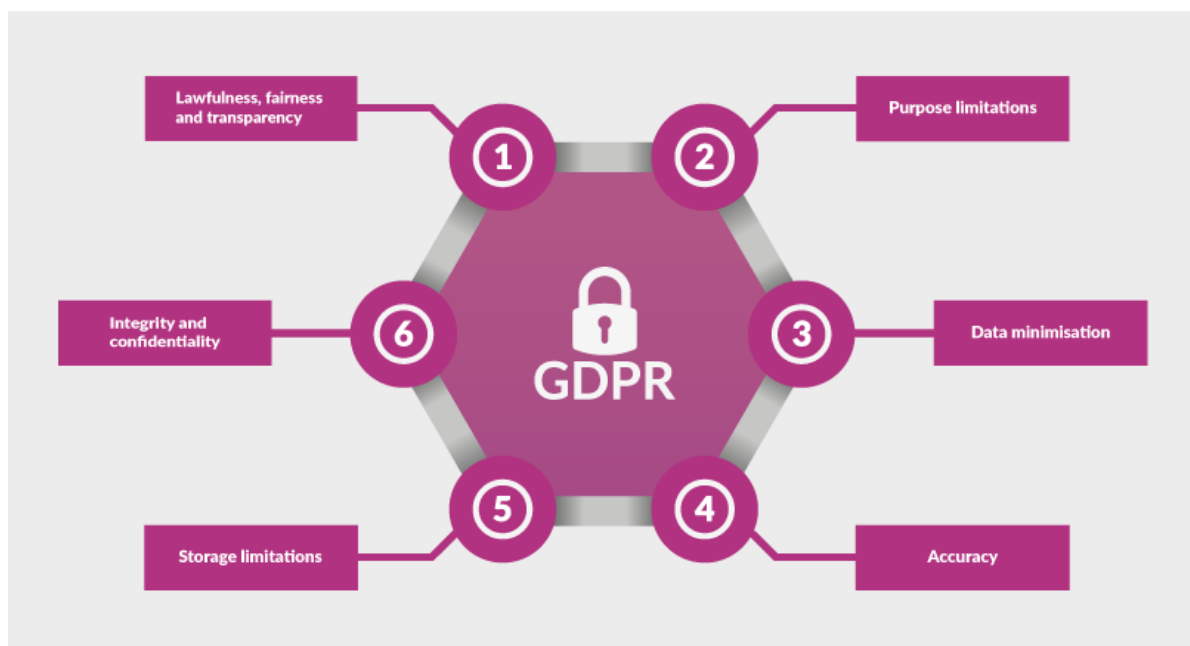 Lawfulness, fairness
and transparency
1
2
Purpose limitations
Integrity and
confidentiality
6
GDPR
3
Data minimisation
Storage limitations
5
4
Accuracy